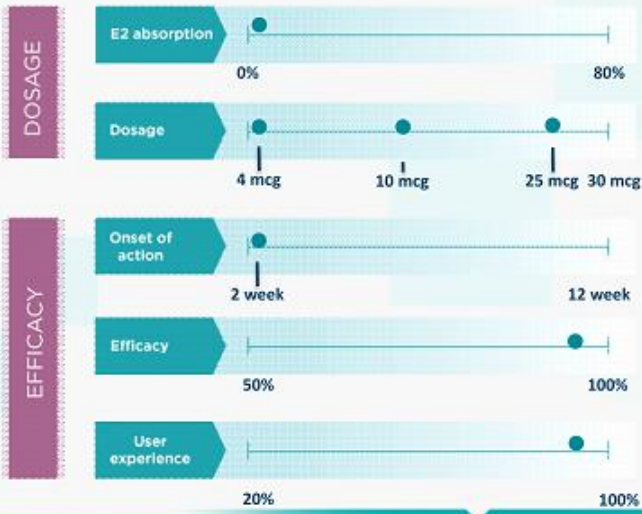 DOSAGE
E2 absorption
0% 80%
Dosage
4 mcg 10 mcg 25 mcg 30 mcg
EFFICACY
Onset of
action
2 week 12 week
Efficacy
50% 100%
User
experience
20% 100%